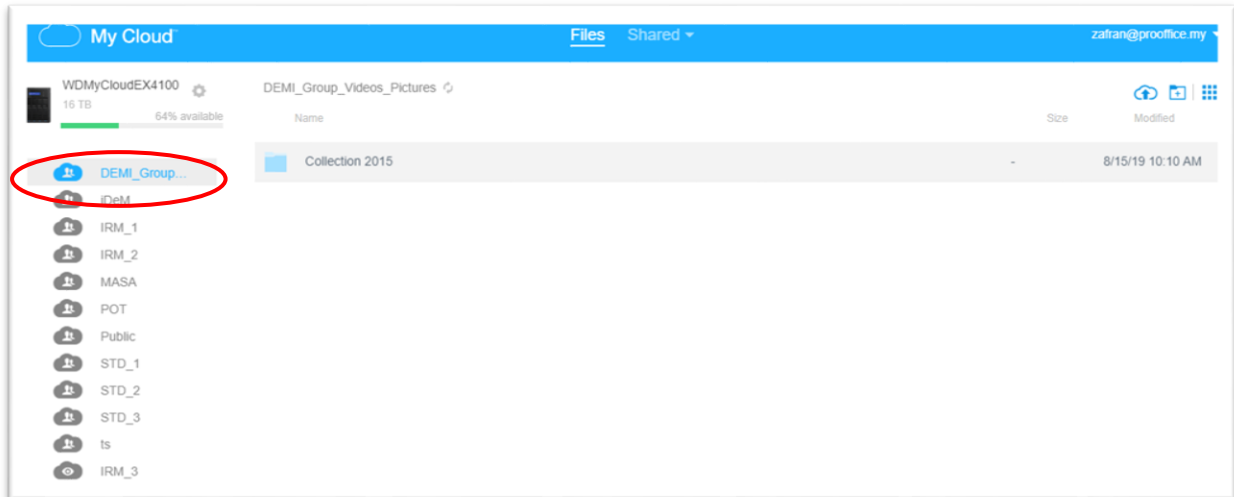 My Cloud™
Files Shared
zafran@prooffice.my
WDMyCloudEX4100
16 TB
64% available
DEMI_Group_Videos_Pictures
Name Size Modified
Collection 2015 - 8/15/19 10:10 AM
DEMI_Group...
iDeM
IRM_1
IRM_2
MASA
POT
Public
STD_1
STD_2
STD_3
ts
IRM_3